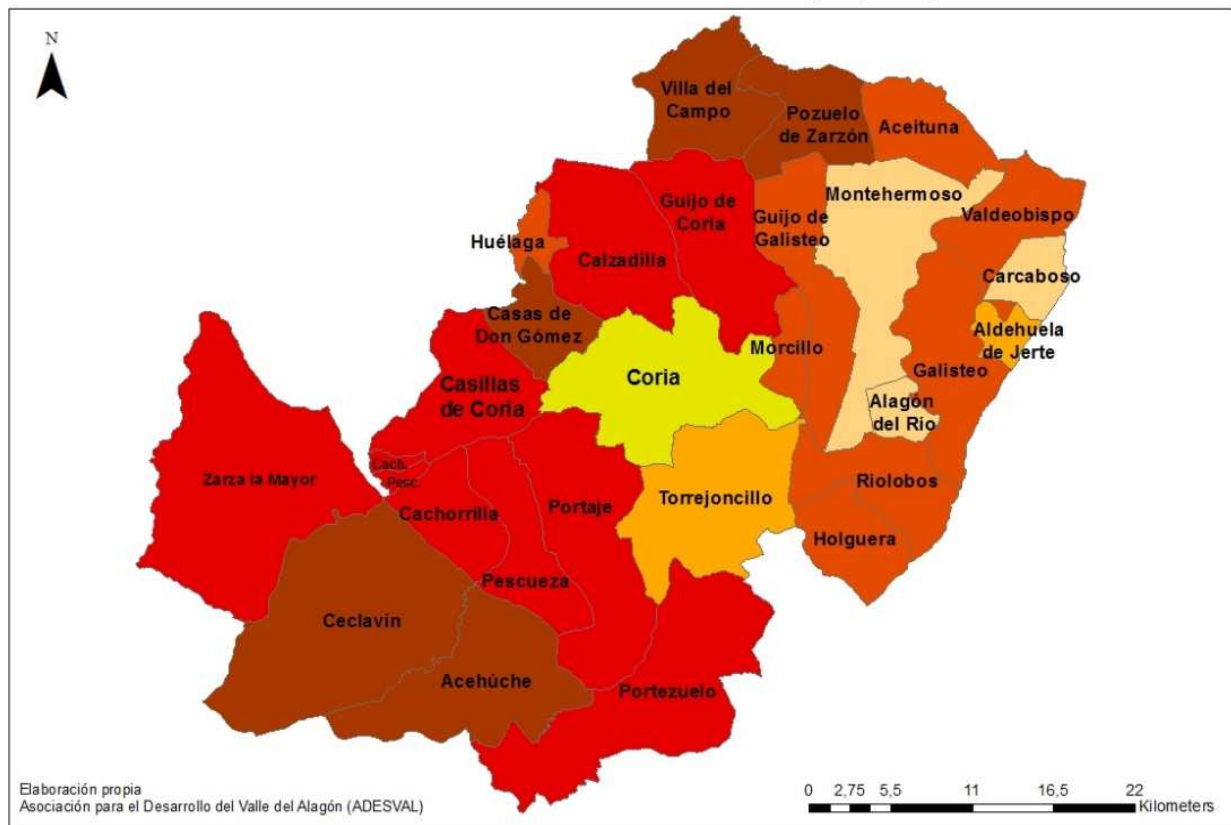 N
Villa del
Campo
Pozuelo
de Zarzón
Aceituna
Guijo de
Coria
Guijo de
Galisteo
Montehermoso
Valdeobispo
Huélaga
Calzadilla
Carcaboso
Casas de
Don Gómez
Morcillo
Aldehuela
de Jerte
Galisteo
Coria
Casillas
de Coria
Alagón
del Río
Cach.
Pesc.
Zarza la Mayor
Cachorrilla
Portaje
Torrejoncillo
Riolobos
Holguera
Pescueza
Ceclavín
Acehúche
Portezuelo
Elaboración propia
Asociación para el Desarrollo del Valle del Alagón (ADESVAL)
0 2,75 5,5 11 16,5 22
Kilometers